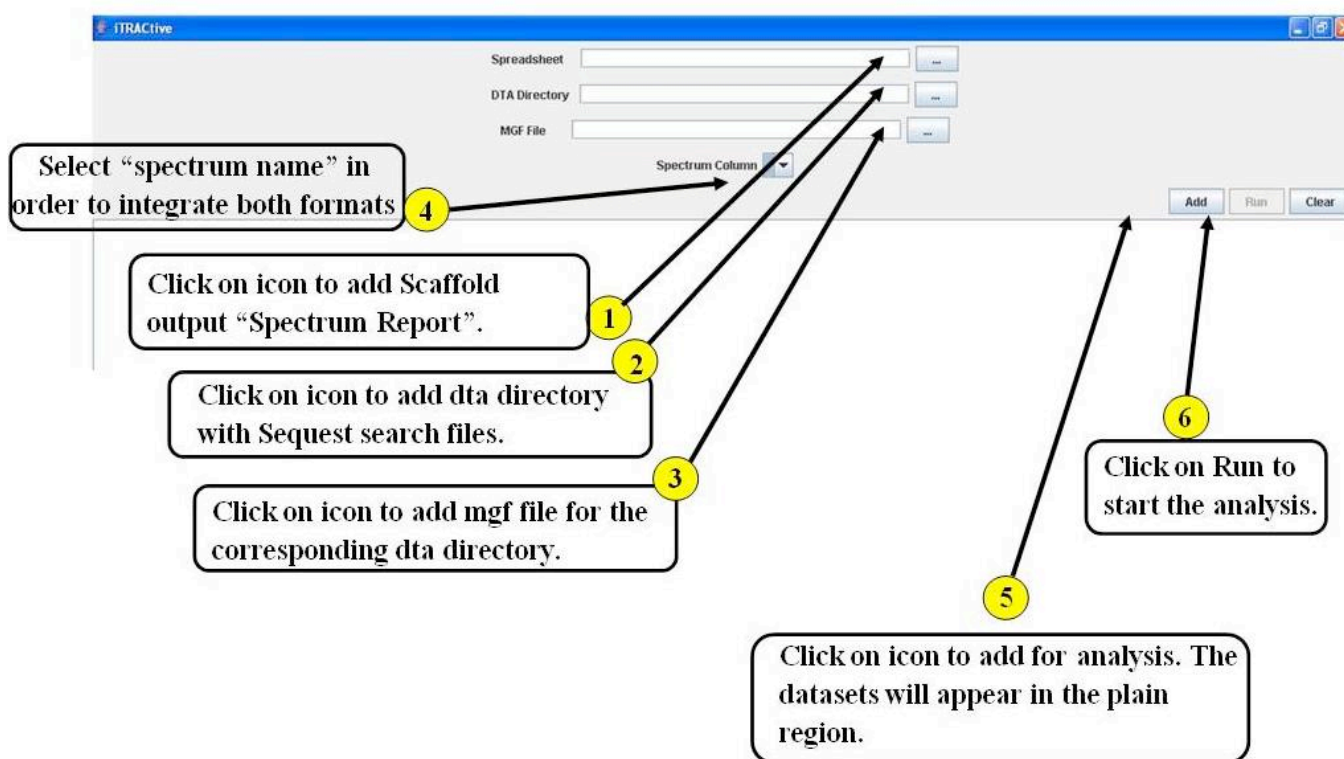 iTRACtive
Spreadsheet
...
DTA Directory
...
MGF File
...
Spectrum Column
Add Run Clear
Select “spectrum name” in
order to integrate both formats
4
Click on icon to add Scaffold
output “Spectrum Report”.
1
Click on icon to add dta directory
with Sequest search files.
2
Click on icon to add mgf file for the
corresponding dta directory.
3
Click on icon to add for analysis. The
datasets will appear in the plain
region.
5
Click on Run to
start the analysis.
6